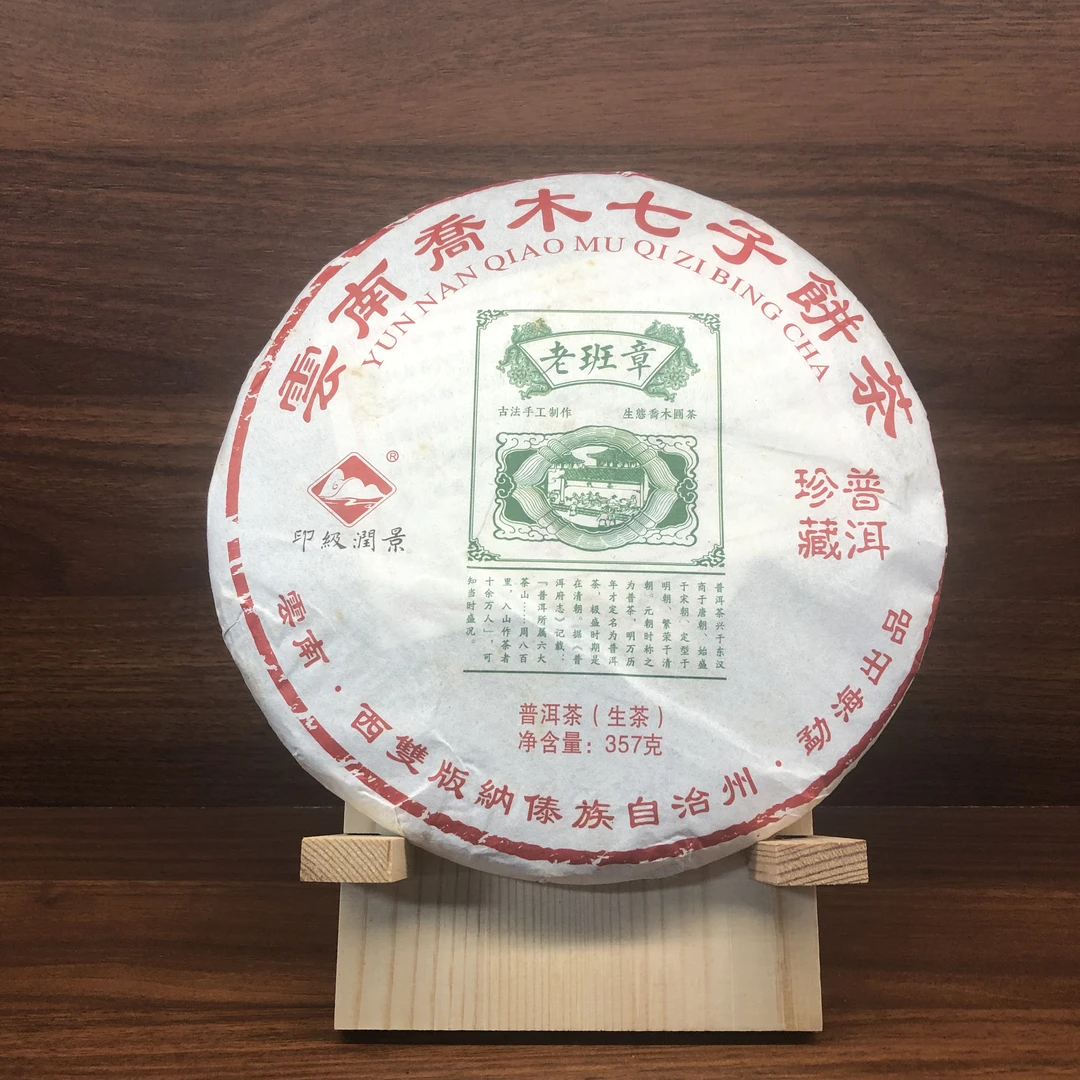 雲南喬木七子餅茶
YUN NAN QIAO MU QI ZI BING CHA
老班章
古法手工制作
生態喬木圓茶
®
印級潤景
普洱
珍藏
普洱茶兴于东汉
商于唐朝、始盛
于宋朝、定型于
明朝、繁荣于清
朝。元朝时称之
为普茶，明万历
年才定名为普洱
茶，极盛时期是
在清朝。据《普
洱府志》记载：
「普洱所属六大
茶山……周八百
里，入山作茶者
十余万人」，可
知当时盛况。
普洱茶（生茶）
净含量：357克
雲南·西雙版納傣族自治州·勐海出品